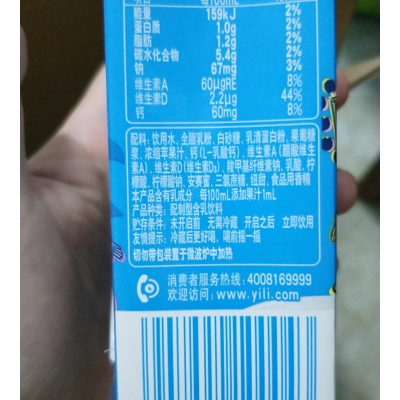 每100mL
能量 159kJ 2%
蛋白质 1.0g 2%
脂肪 1.2g 2%
碳水化合物 5.4g 2%
钠 67mg 3%
维生素A 60μgRE 8%
维生素D 2.2μg 44%
钙 60mg 8%
配料：饮用水、全脂乳粉、白砂糖、乳清蛋白粉、果葡糖
浆、浓缩苹果汁、钙(L-乳酸钙)、维生素A(醋酸维生
素A)、维生素D(维生素D₃)、羧甲基纤维素钠、乳酸、柠
檬酸、柠檬酸钠、安赛蜜、三氯蔗糖、纽甜、食品用香精
本产品含有乳成分 每100mL添加果汁1mL
产品种类：配制型含乳饮料
贮存条件：未开启前 无需冷藏 开启之后 立即饮用
友情提示：冷藏后更好喝，喝前摇一摇
切勿带包装置于微波炉中加热
消费者服务热线：4008169999
欢迎访问：www.yili.com